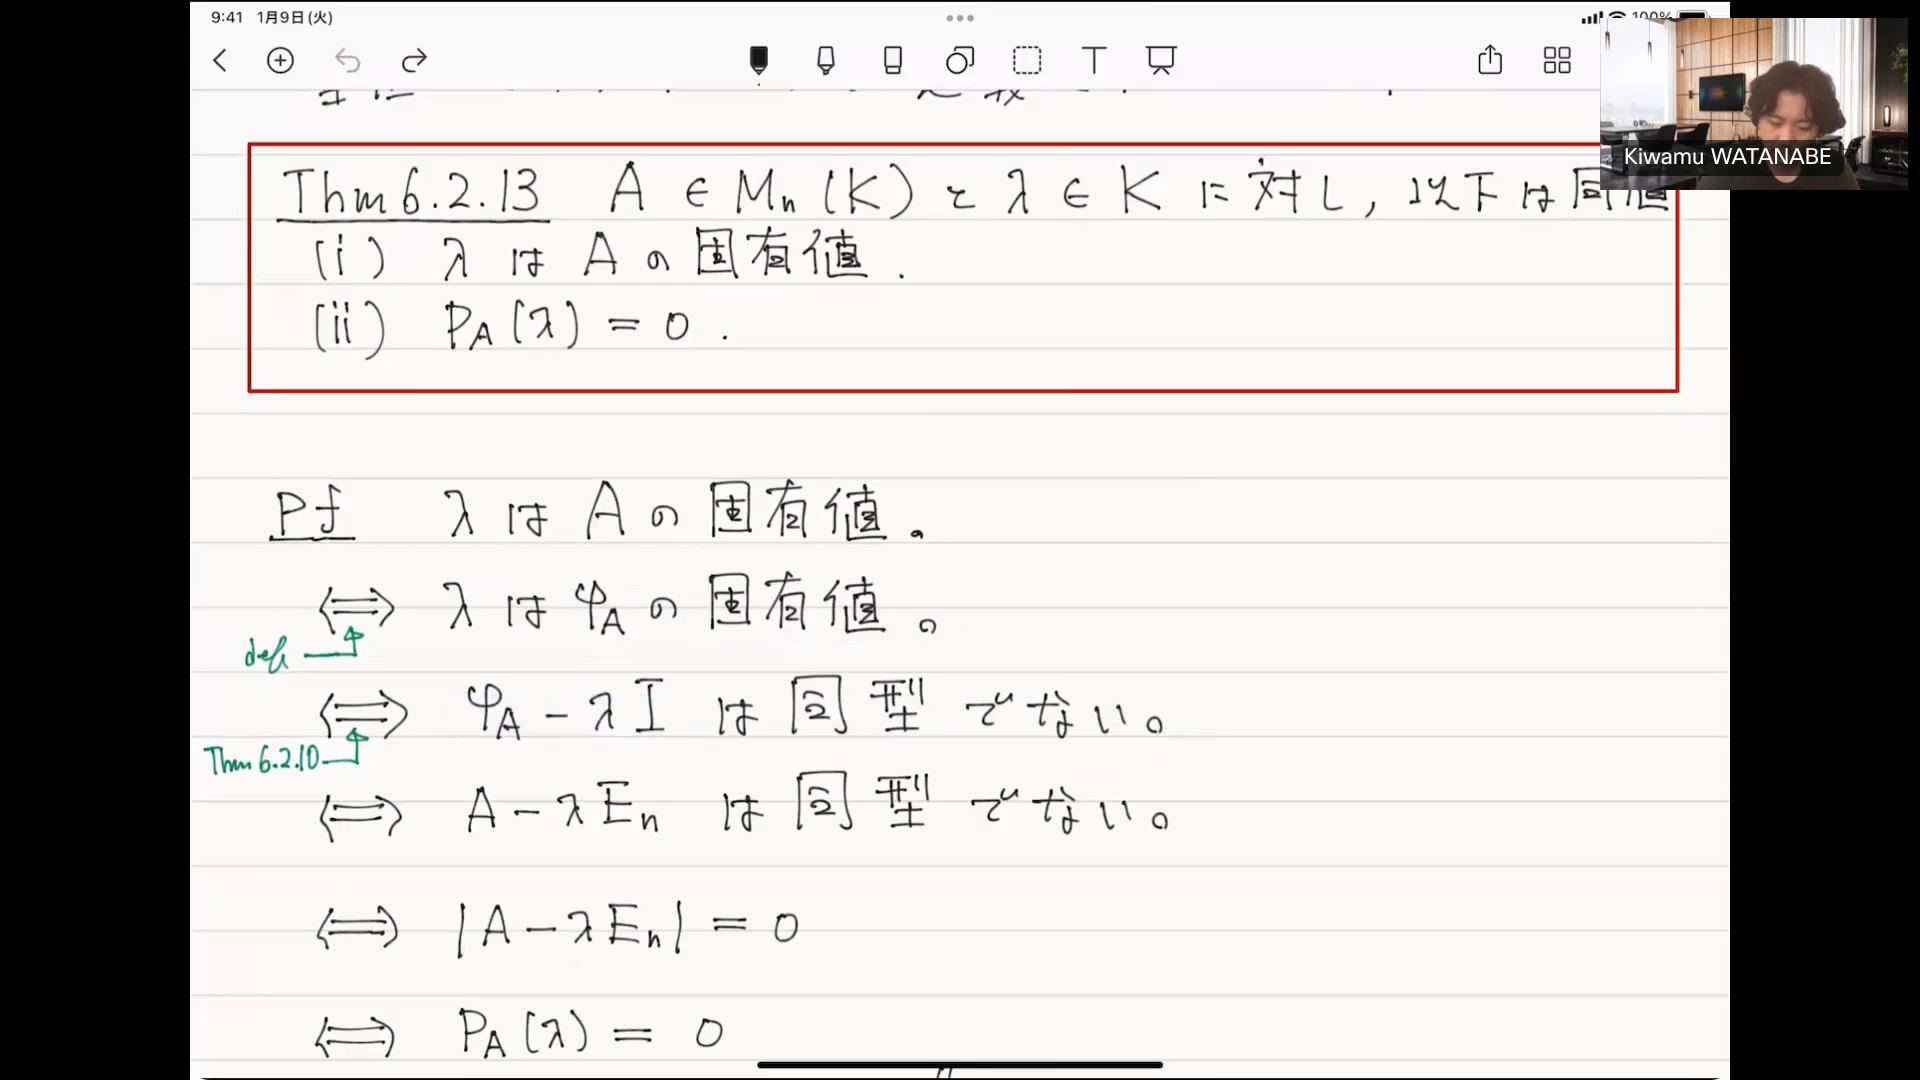 9:41 1月9日(火)
100%
Kiwamu WATANABE
Thm 6.2.13 A ∈ Mn(K) と λ ∈ K に対し, 以下は同値
(i) λ は A の固有値.
(ii) PA(λ) = 0.
Pf λ は A の固有値。
⟺ λ は φA の固有値。
def
⟺ φA - λI は同型でない。
Thm 6.2.10
⟺ A - λEn は同型でない。
⟺ |A - λEn| = 0
⟺ PA(λ) = 0